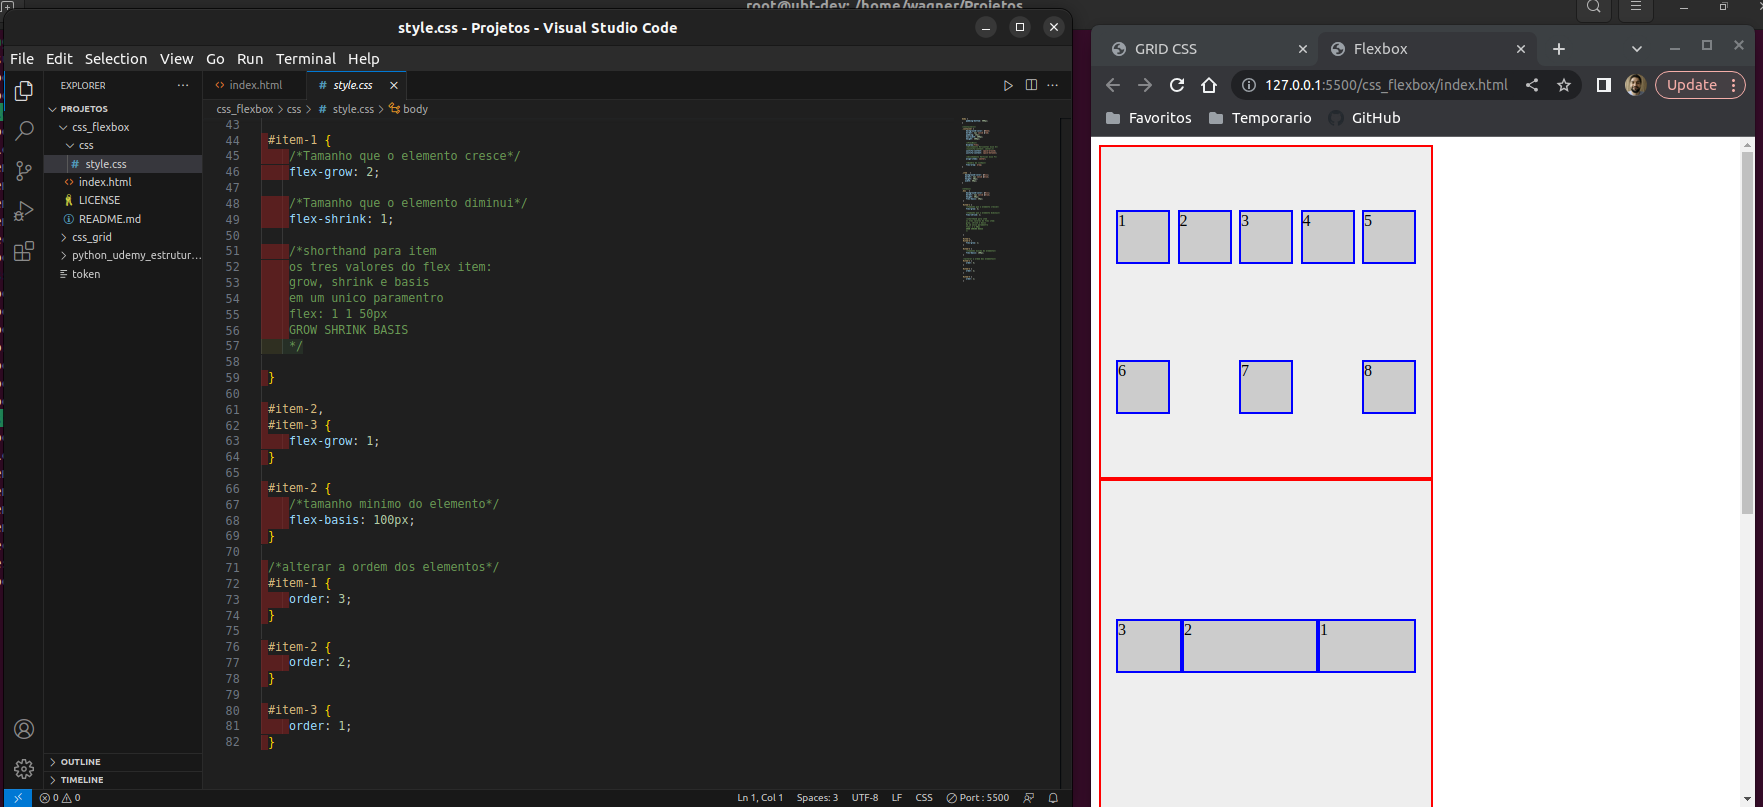 root@ubt-dev: /home/wagner/Projetos
style.css - Projetos - Visual Studio Code
File Edit Selection View Go Run Terminal Help
EXPLORER
PROJETOS
css_flexbox
css
# style.css
index.html
LICENSE
README.md
css_grid
python_udemy_estrutur...
token
OUTLINE
TIMELINE
index.html
# style.css
css_flexbox > css > # style.css > body
43
44 #item-1 {
45 /*Tamanho que o elemento cresce*/
46 flex-grow: 2;
47
48 /*Tamanho que o elemento diminui*/
49 flex-shrink: 1;
50
51 /*shorthand para item
52 os tres valores do flex item:
53 grow, shrink e basis
54 em um unico paramentro
55 flex: 1 1 50px
56 GROW SHRINK BASIS
57 */
58
59 }
60
61 #item-2,
62 #item-3 {
63 flex-grow: 1;
64 }
65
66 #item-2 {
67 /*tamanho minimo do elemento*/
68 flex-basis: 100px;
69 }
70
71 /*alterar a ordem dos elementos*/
72 #item-1 {
73 order: 3;
74 }
75
76 #item-2 {
77 order: 2;
78 }
79
80 #item-3 {
81 order: 1;
82 }
0 0
Ln 1, Col 1 Spaces: 3 UTF-8 LF CSS Port : 5500
GRID CSS
Flexbox
127.0.0.1:5500/css_flexbox/index.html
Update
Favoritos Temporario GitHub
1 2 3 4 5
6 7 8
3 2 1